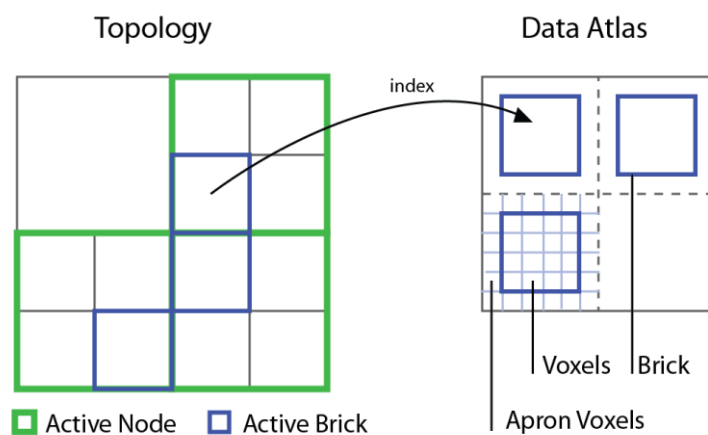 Topology
Data Atlas
index
Voxels
Brick
Apron Voxels
Active Node
Active Brick